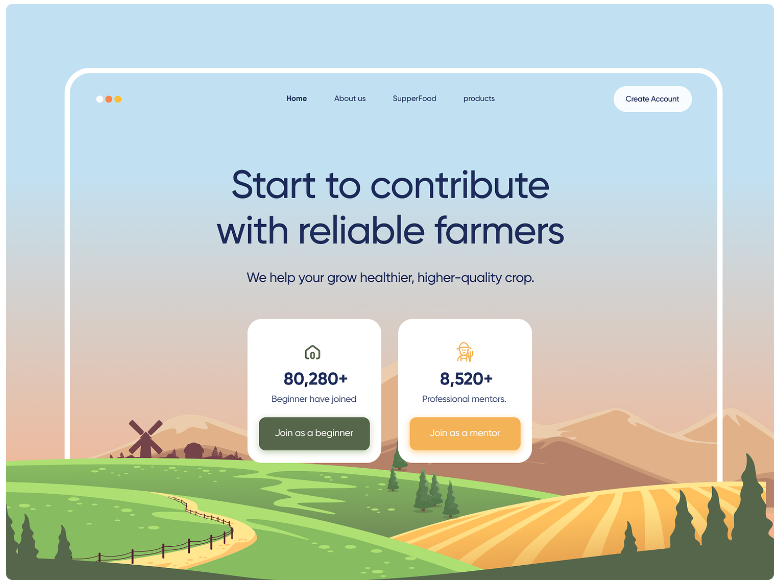 Home
About us
SupperFood
products
Create Account
Start to contribute
with reliable farmers
We help your grow healthier, higher-quality crop.
80,280+
Beginner have joined
Join as a beginner
8,520+
Professional mentors.
Join as a mentor